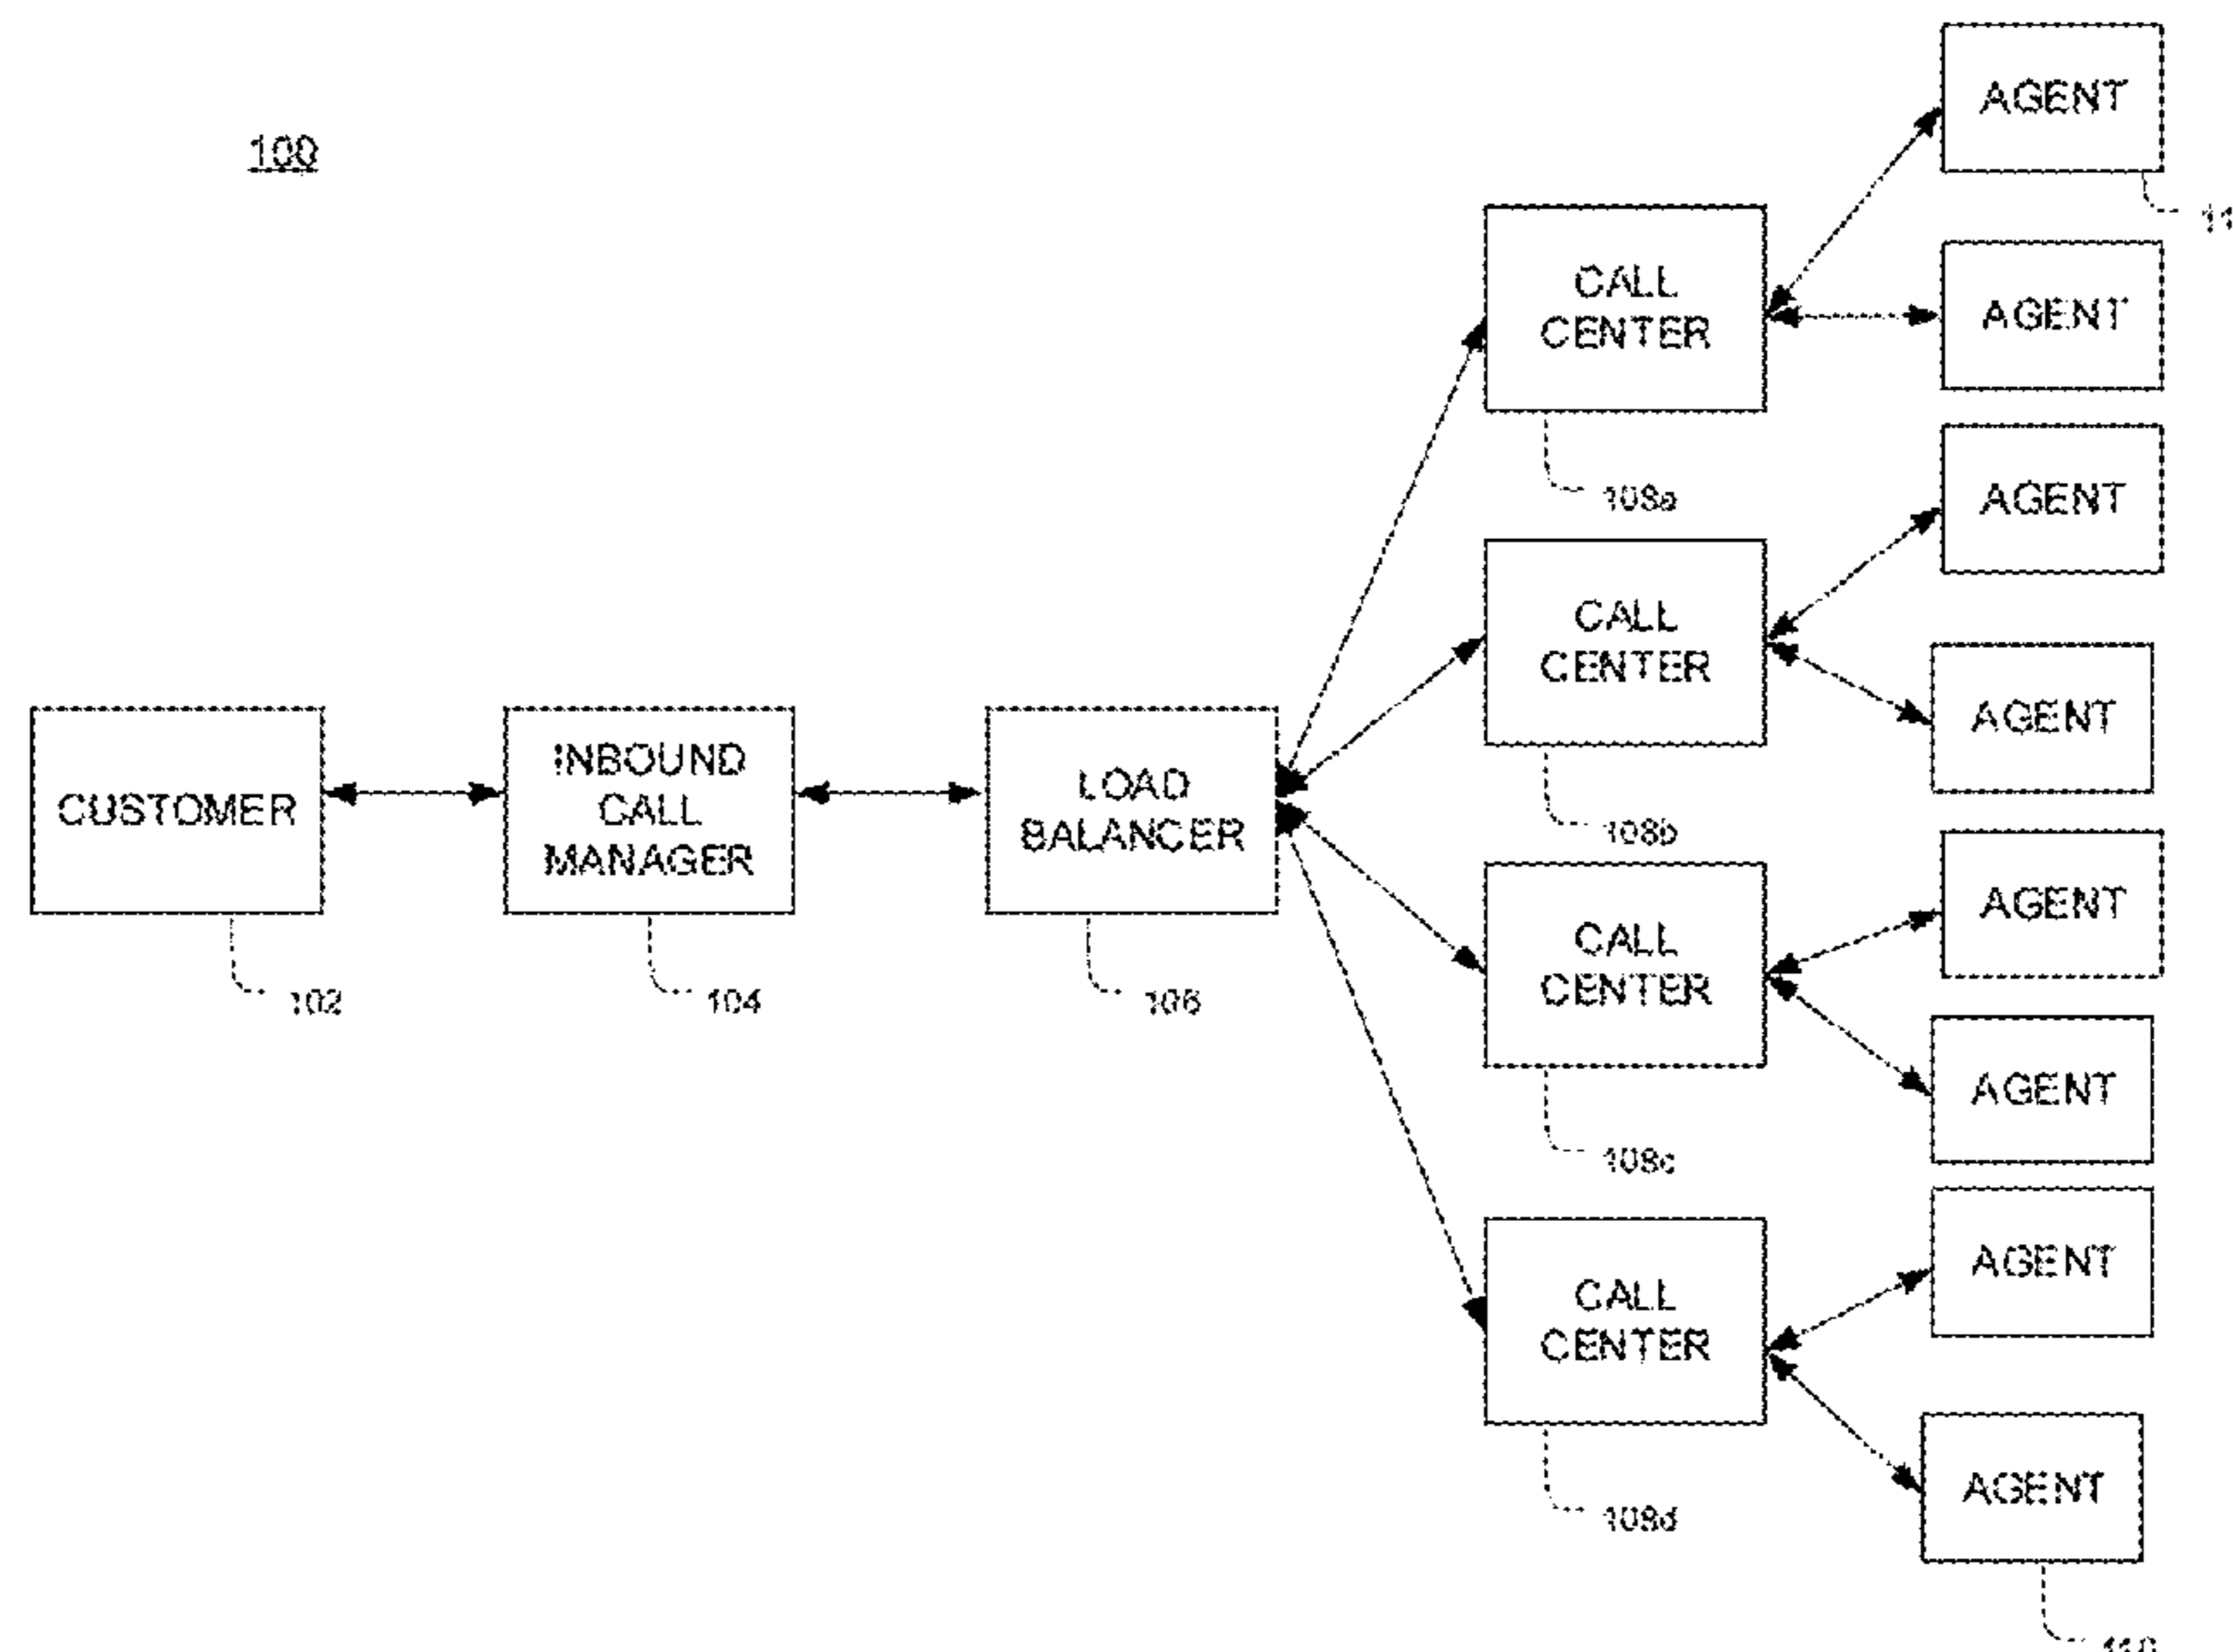 100
AGENT
11
CALL
CENTER
AGENT
108a
AGENT
CALL
CENTER
AGENT
108b
CUSTOMER
102
INBOUND
CALL
MANAGER
104
LOAD
BALANCER
106
AGENT
CALL
CENTER
AGENT
108c
AGENT
CALL
CENTER
AGENT
108d